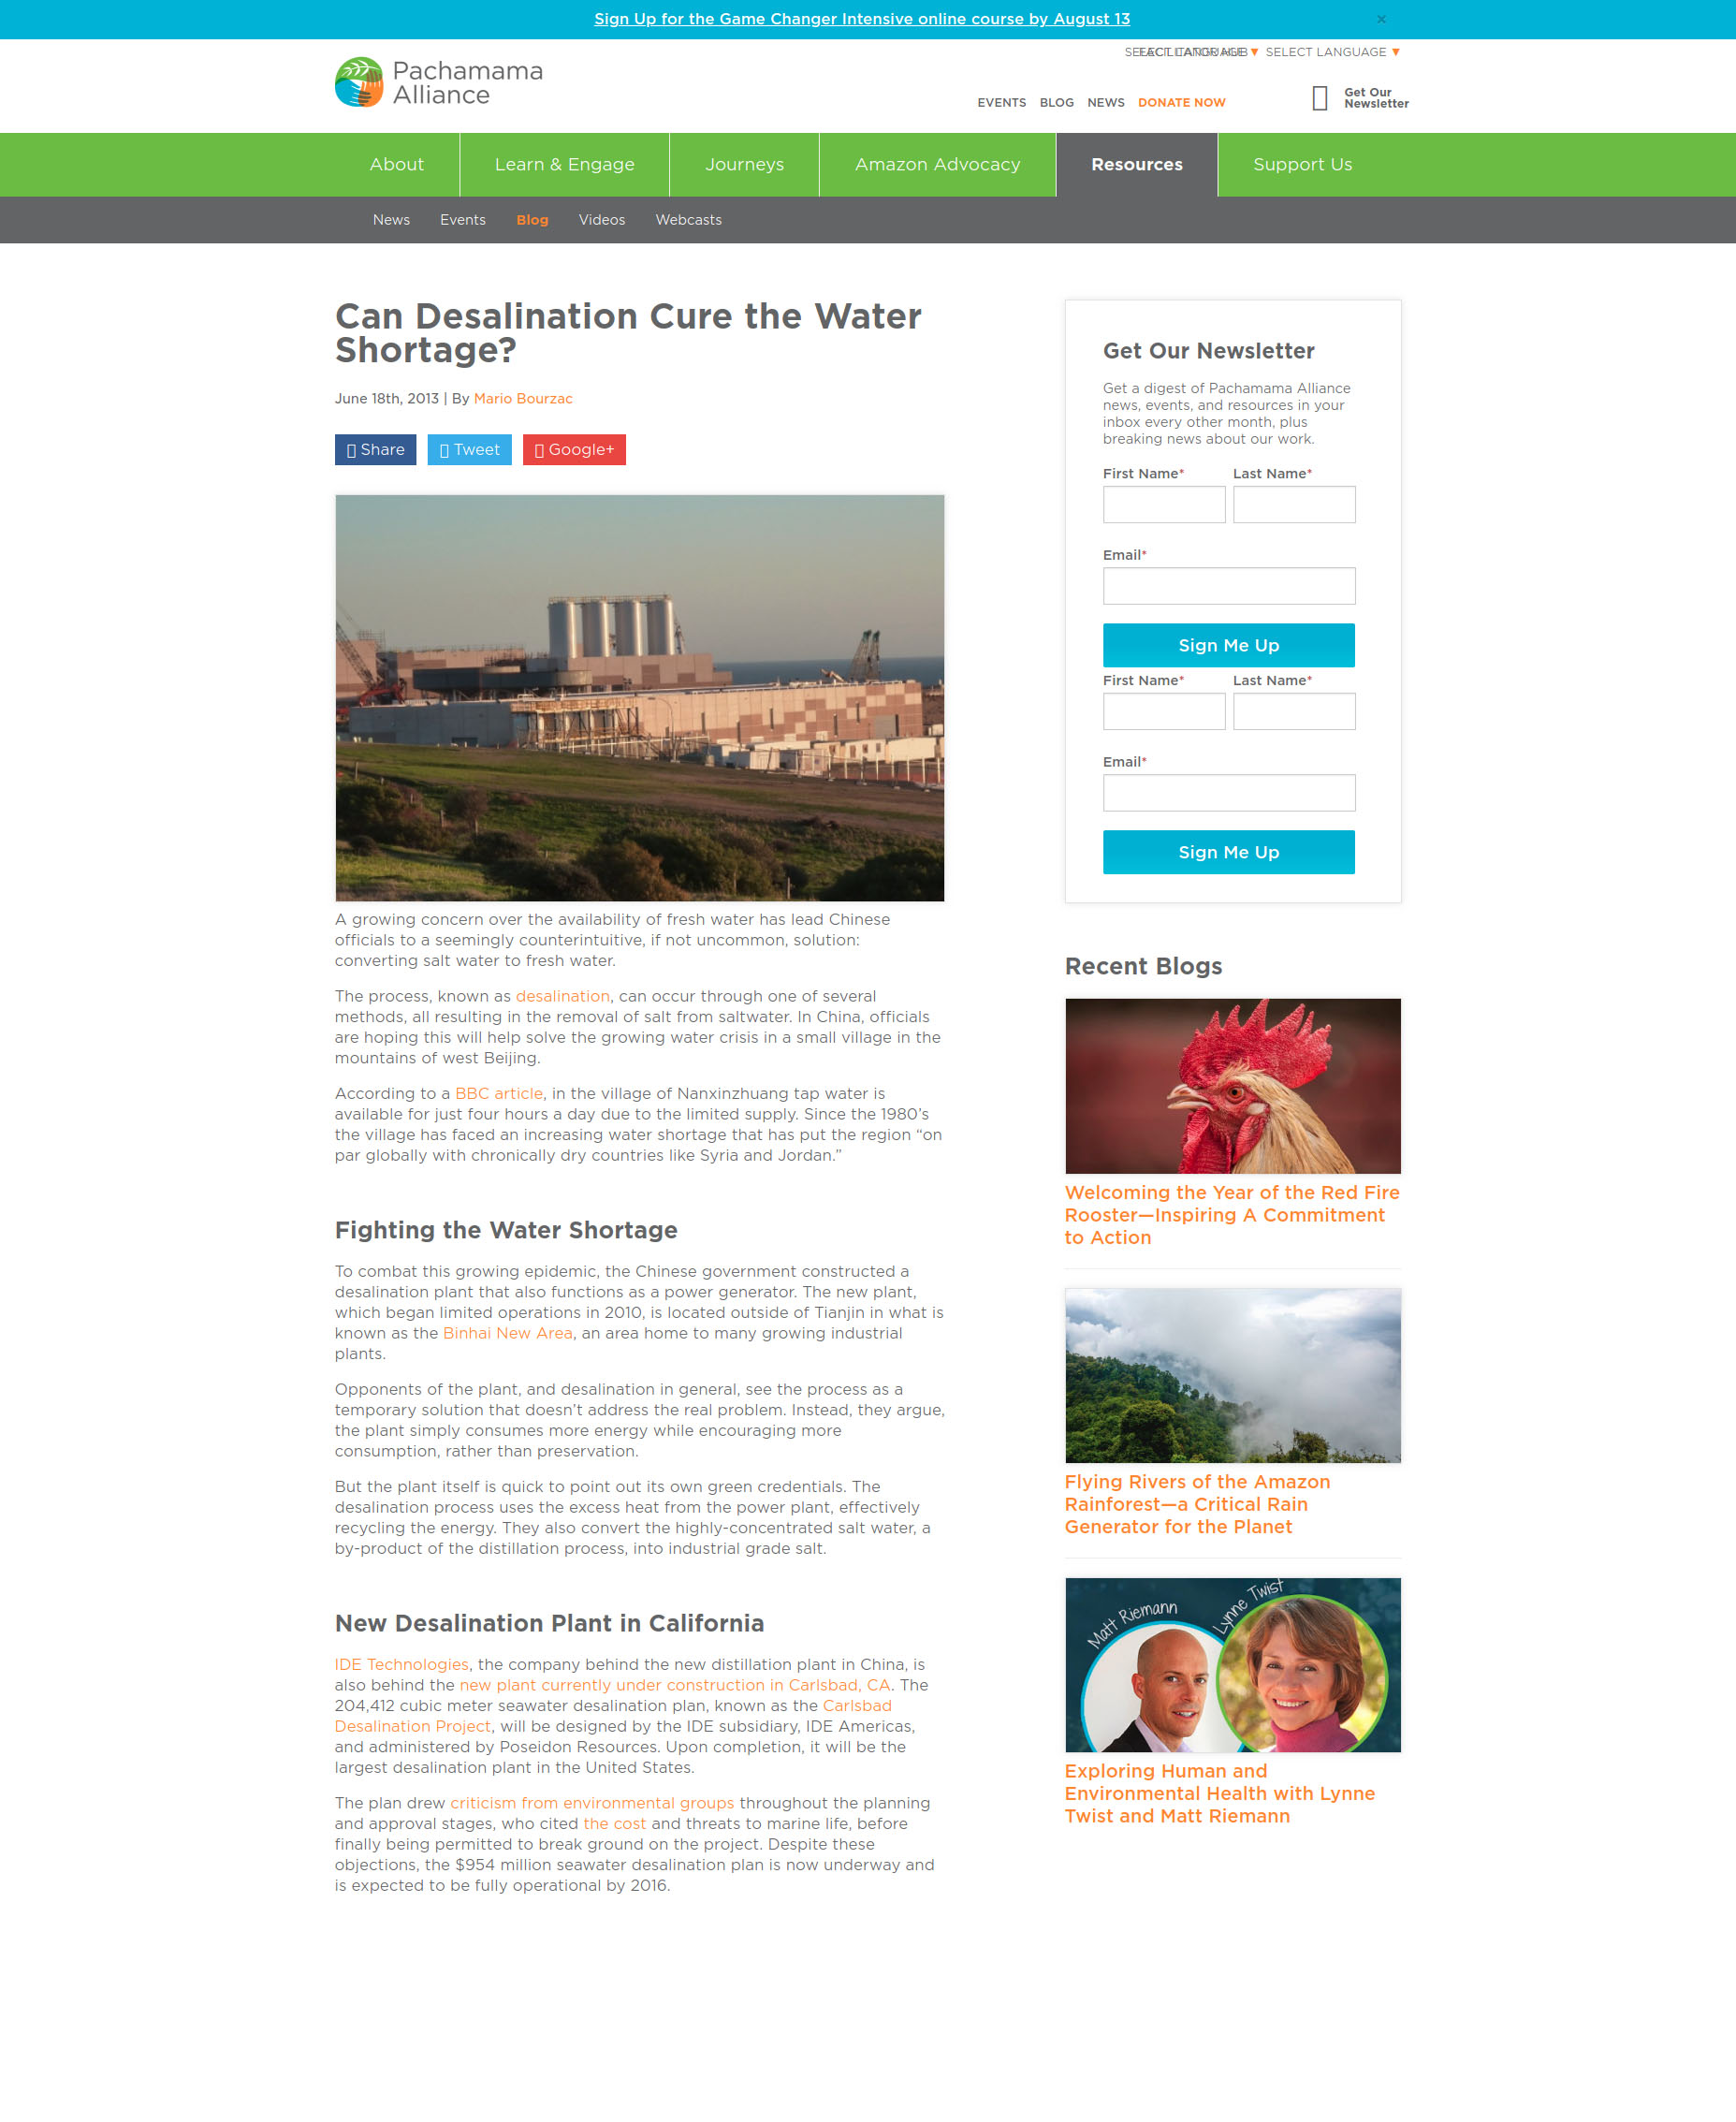 Sign Up for the Game Changer Intensive online course by August 13
×
Pachamama
Alliance
SELECT LANGUAGE ▼
EVENTS BLOG NEWS DONATE NOW
Get Our
Newsletter
About Learn & Engage Journeys Amazon Advocacy Resources Support Us
News Events Blog Videos Webcasts
Can Desalination Cure the Water
Shortage?
June 18th, 2013 | By Mario Bourzac
Share Tweet Google+
A growing concern over the availability of fresh water has lead Chinese
officials to a seemingly counterintuitive, if not uncommon, solution:
converting salt water to fresh water.
The process, known as desalination, can occur through one of several
methods, all resulting in the removal of salt from saltwater. In China, officials
are hoping this will help solve the growing water crisis in a small village in the
mountains of west Beijing.
According to a BBC article, in the village of Nanxinzhuang tap water is
available for just four hours a day due to the limited supply. Since the 1980’s
the village has faced an increasing water shortage that has put the region “on
par globally with chronically dry countries like Syria and Jordan.”
Fighting the Water Shortage
To combat this growing epidemic, the Chinese government constructed a
desalination plant that also functions as a power generator. The new plant,
which began limited operations in 2010, is located outside of Tianjin in what is
known as the Binhai New Area, an area home to many growing industrial
plants.
Opponents of the plant, and desalination in general, see the process as a
temporary solution that doesn’t address the real problem. Instead, they argue,
the plant simply consumes more energy while encouraging more
consumption, rather than preservation.
But the plant itself is quick to point out its own green credentials. The
desalination process uses the excess heat from the power plant, effectively
recycling the energy. They also convert the highly-concentrated salt water, a
by-product of the distillation process, into industrial grade salt.
New Desalination Plant in California
IDE Technologies, the company behind the new distillation plant in China, is
also behind the new plant currently under construction in Carlsbad, CA. The
204,412 cubic meter seawater desalination plan, known as the Carlsbad
Desalination Project, will be designed by the IDE subsidiary, IDE Americas,
and administered by Poseidon Resources. Upon completion, it will be the
largest desalination plant in the United States.
The plan drew criticism from environmental groups throughout the planning
and approval stages, who cited the cost and threats to marine life, before
finally being permitted to break ground on the project. Despite these
objections, the $954 million seawater desalination plan is now underway and
is expected to be fully operational by 2016.
Get Our Newsletter
Get a digest of Pachamama Alliance
news, events, and resources in your
inbox every other month, plus
breaking news about our work.
First Name* Last Name*
Email*
Sign Me Up
First Name* Last Name*
Email*
Sign Me Up
Recent Blogs
Welcoming the Year of the Red Fire
Rooster—Inspiring A Commitment
to Action
Flying Rivers of the Amazon
Rainforest—a Critical Rain
Generator for the Planet
Matt Riemann
Lynne Twist
Exploring Human and
Environmental Health with Lynne
Twist and Matt Riemann